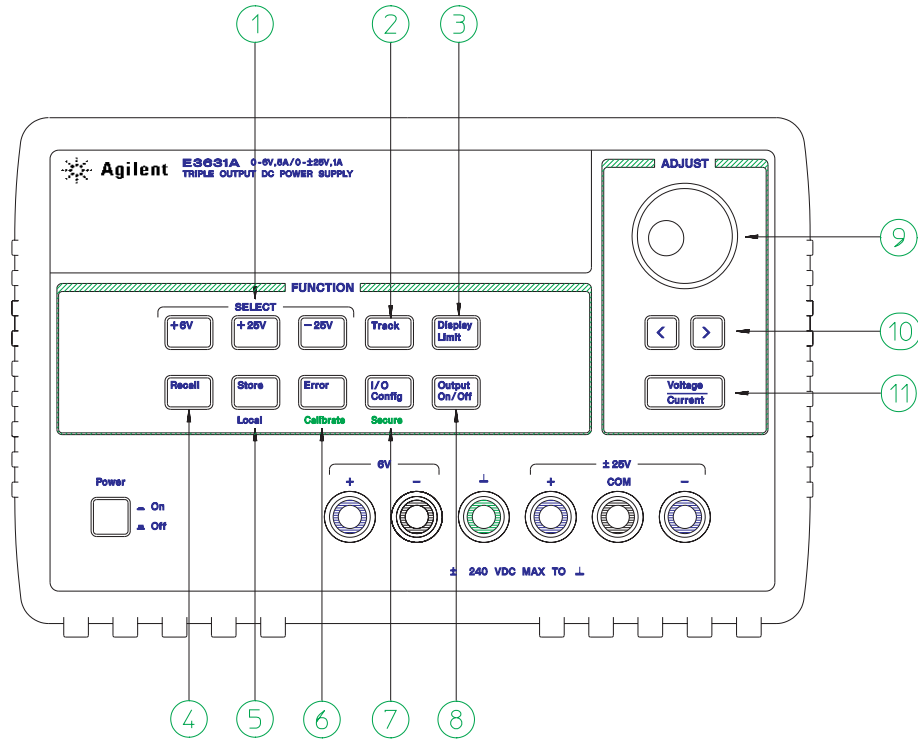 1 2 3
Agilent E3631A 0-6V,5A/0-±25V,1A
TRIPLE OUTPUT DC POWER SUPPLY
ADJUST
9
FUNCTION
SELECT
+6V +25V -25V Track Display Limit
< > 10
Recall Store Error I/O Config Output On/Off
Voltage
Current
11
Local Calibrate Secure
6V ±25V
Power
+ - ⊥ + COM -
On
Off
± 240 VDC MAX TO ⊥
4 5 6 7 8